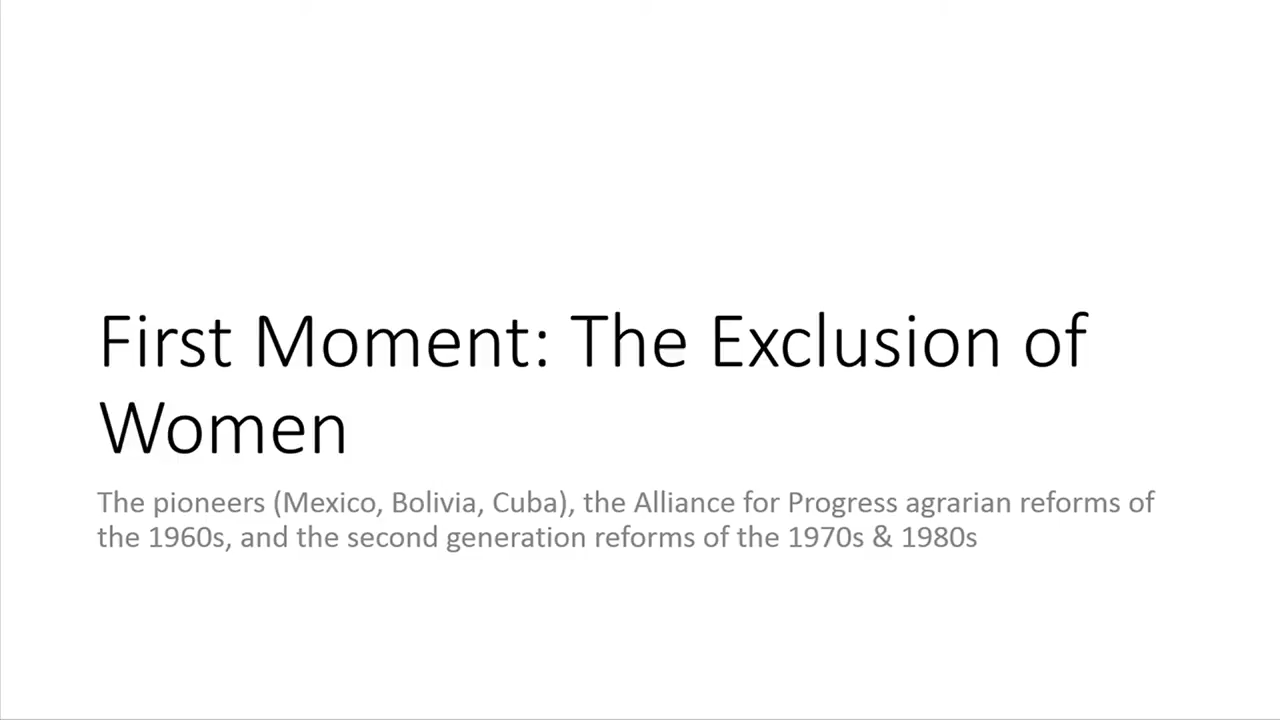 First Moment: The Exclusion of
Women
The pioneers (Mexico, Bolivia, Cuba), the Alliance for Progress agrarian reforms of
the 1960s, and the second generation reforms of the 1970s & 1980s